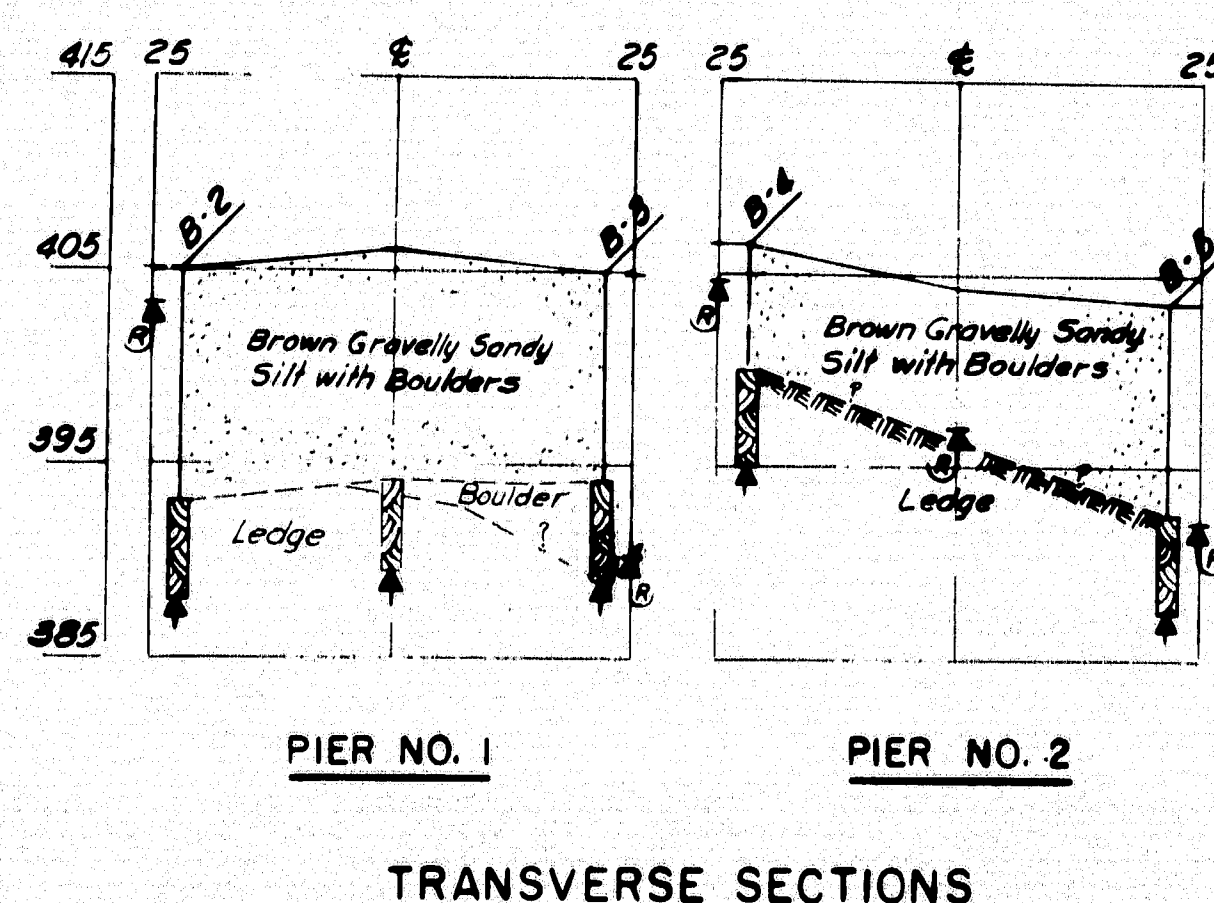 415 25 ℄ 25 25 ℄ 25
B-2 B-3 B-4
405
R R
Brown Gravelly Sandy
Silt with Boulders
Brown Gravelly Sandy
Silt with Boulders
?
395
R
?
Boulder
Ledge
?
Ledge
R
R
385
PIER NO. 1 PIER NO. 2
TRANSVERSE SECTIONS